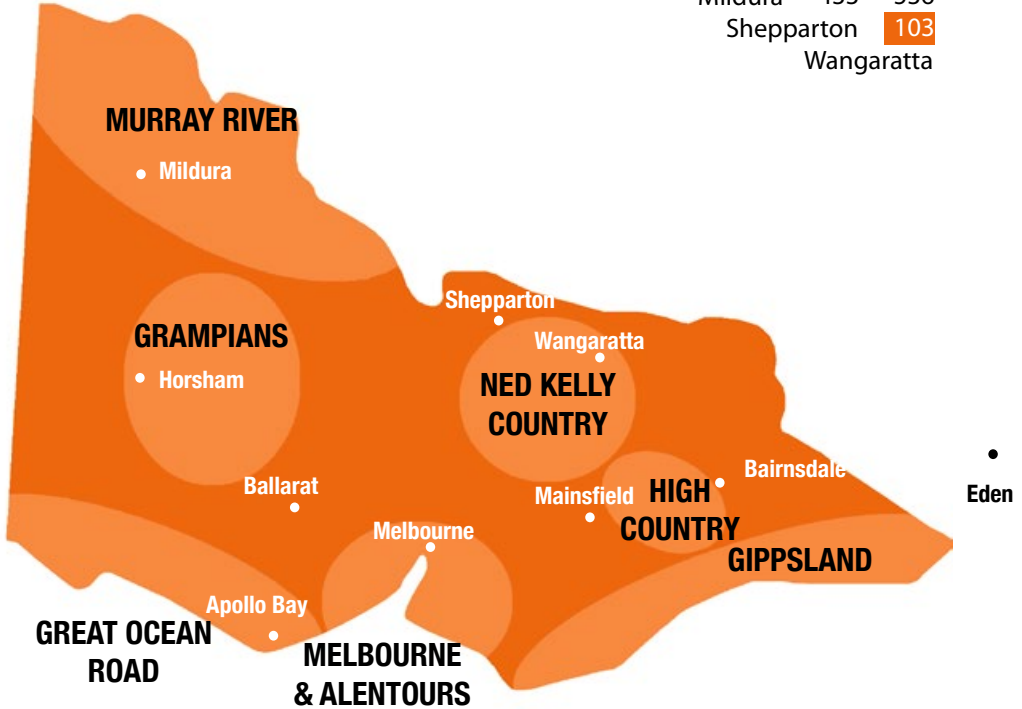 Shepparton 103
Wangaratta
MURRAY RIVER
Mildura
Shepparton
GRAMPIANS
Wangaratta
Horsham
NED KELLY
COUNTRY
Bairnsdale
Ballarat
Mainsfield
HIGH
COUNTRY
Eden
Melbourne
GIPPSLAND
Apollo Bay
GREAT OCEAN
ROAD
MELBOURNE
& ALENTOURS